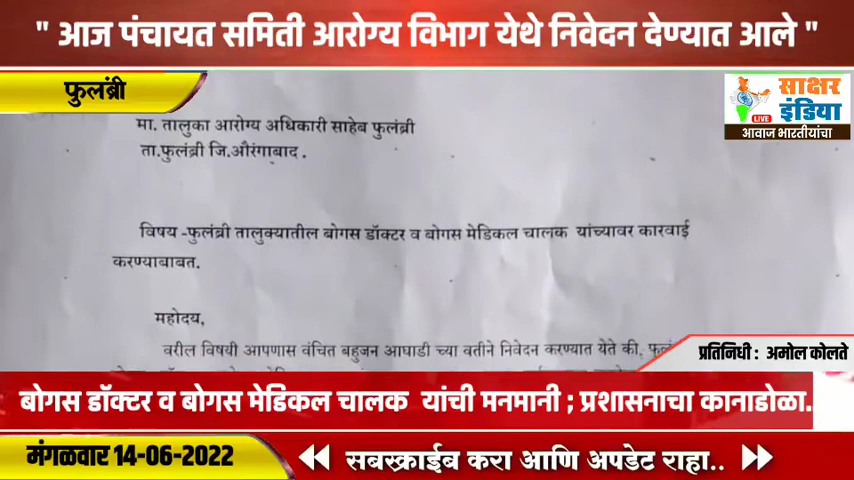 " आज पंचायत समिती आरोग्य विभाग येथे निवेदन देण्यात आले "
फुलंब्री
साक्षर
इंडिया
LIVE
आवाज भारतीयांचा
मा. तालुका आरोग्य अधिकारी साहेब फुलंब्री
ता.फुलंब्री जि.औरंगाबाद .
विषय -फुलंब्री तालुक्यातील बोगस डॉक्टर व बोगस मेडिकल चालक यांच्यावर कारवाई
करण्याबाबत.
महोदय,
वरील विषयी आपणास वंचित बहुजन आघाडी च्या वतीने निवेदन करण्यात येते की,
प्रतिनिधी : अमोल कोलते
बोगस डॉक्टर व बोगस मेडिकल चालक यांची मनमानी ; प्रशासनाचा कानाडोळा.
मंगळवार 14-06-2022
सबस्क्राईब करा आणि अपडेट राहा..